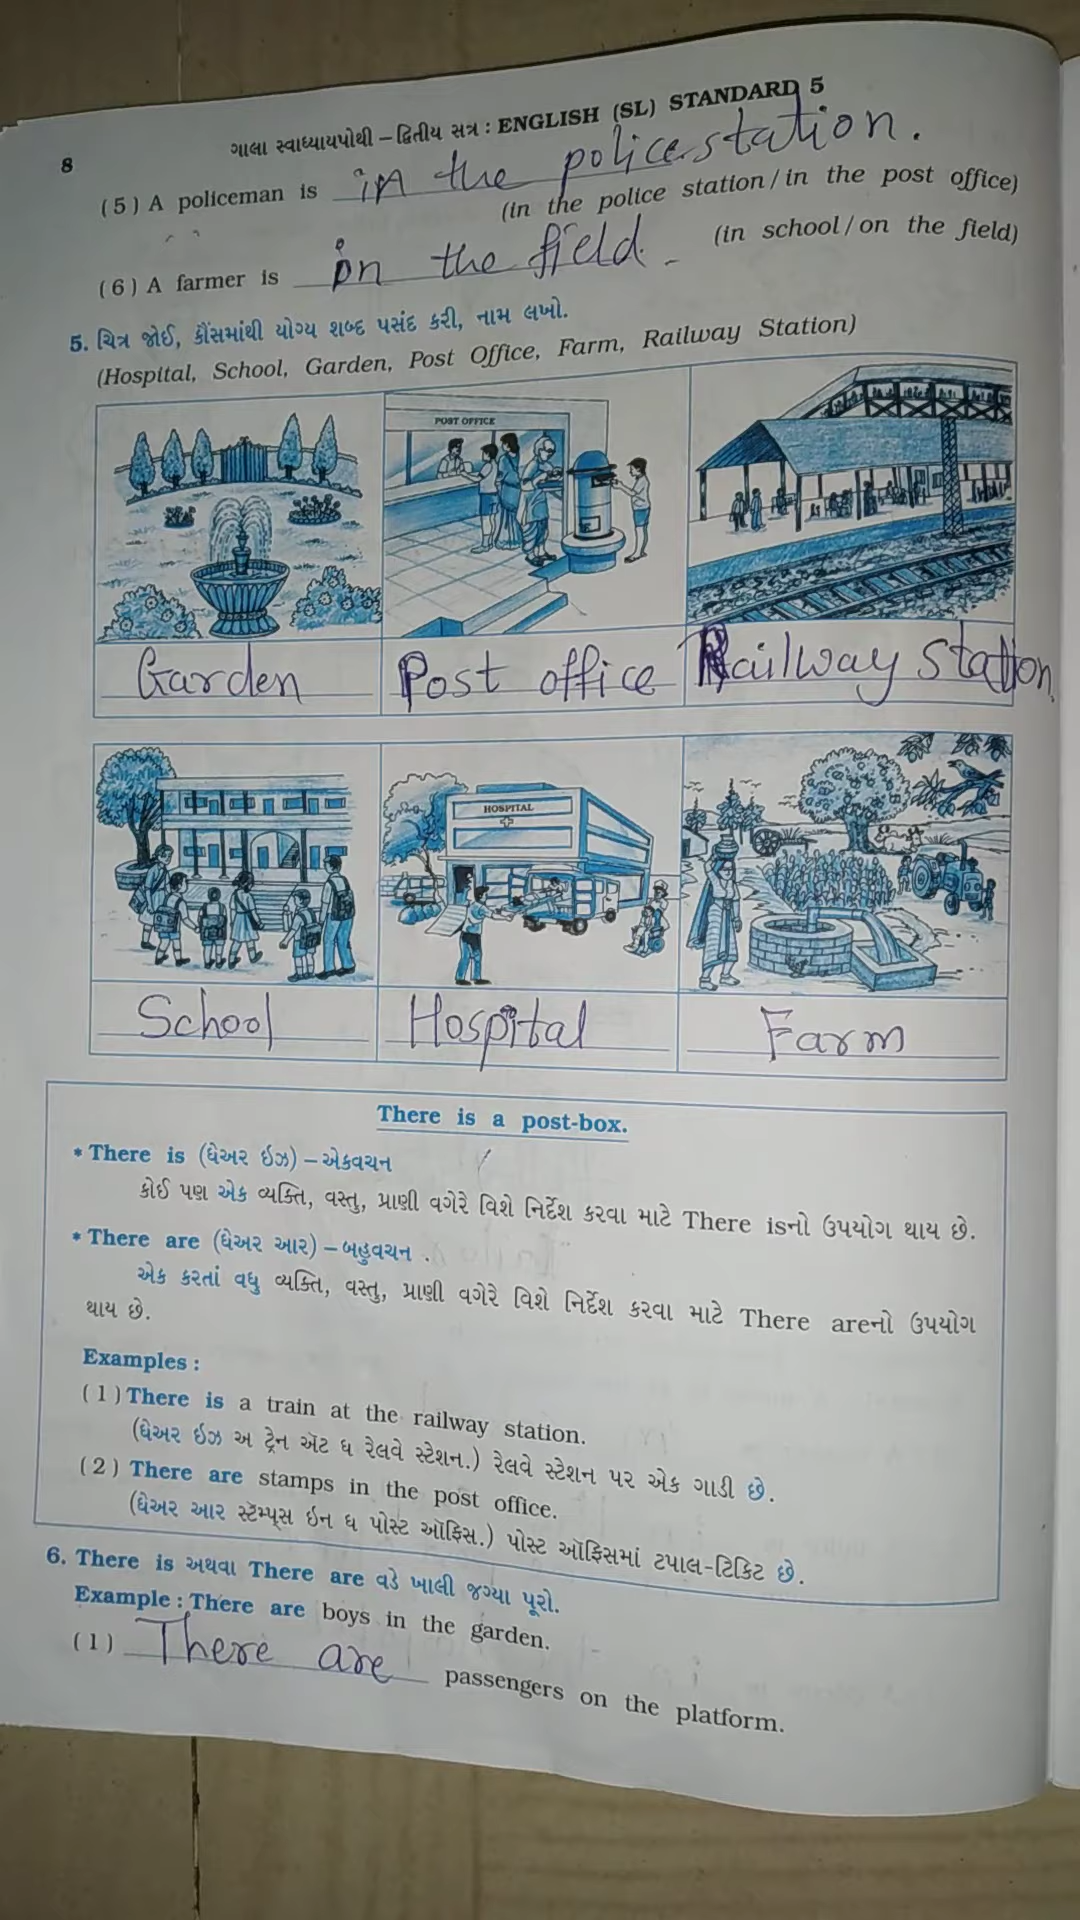 8
ગાલા સ્વાધ્યાયપોથી – દ્વિતીય સત્ર : ENGLISH (SL) STANDARD 5
(5) A policeman is in the police station.
(in the police station / in the post office)
(6) A farmer is on the field. (in school / on the field)
5. ચિત્ર જોઈ, કૌંસમાંથી યોગ્ય શબ્દ પસંદ કરી, નામ લખો.
(Hospital, School, Garden, Post Office, Farm, Railway Station)
POST OFFICE
Garden Post office Railway station.
HOSPITAL
School Hospital Farm
There is a post-box.
* There is (ધેઅર ઇઝ) – એકવચન
કોઈ પણ એક વ્યક્તિ, વસ્તુ, પ્રાણી વગેરે વિશે નિર્દેશ કરવા માટે There isનો ઉપયોગ થાય છે.
* There are (ધેઅર આર) – બહુવચન .
એક કરતાં વધુ વ્યક્તિ, વસ્તુ, પ્રાણી વગેરે વિશે નિર્દેશ કરવા માટે There areનો ઉપયોગ
થાય છે.
Examples :
(1) There is a train at the railway station.
(ધેઅર ઇઝ અ ટ્રેન ઍટ ધ રેલવે સ્ટેશન.) રેલવે સ્ટેશન પર એક ગાડી છે.
(2) There are stamps in the post office.
(ધેઅર આર સ્ટૅમ્પ્સ ઇન ધ પોસ્ટ ઑફિસ.) પોસ્ટ ઑફિસમાં ટપાલ-ટિકિટ છે.
6. There is અથવા There are વડે ખાલી જગ્યા પૂરો.
Example : There are boys in the garden.
(1) There are passengers on the platform.